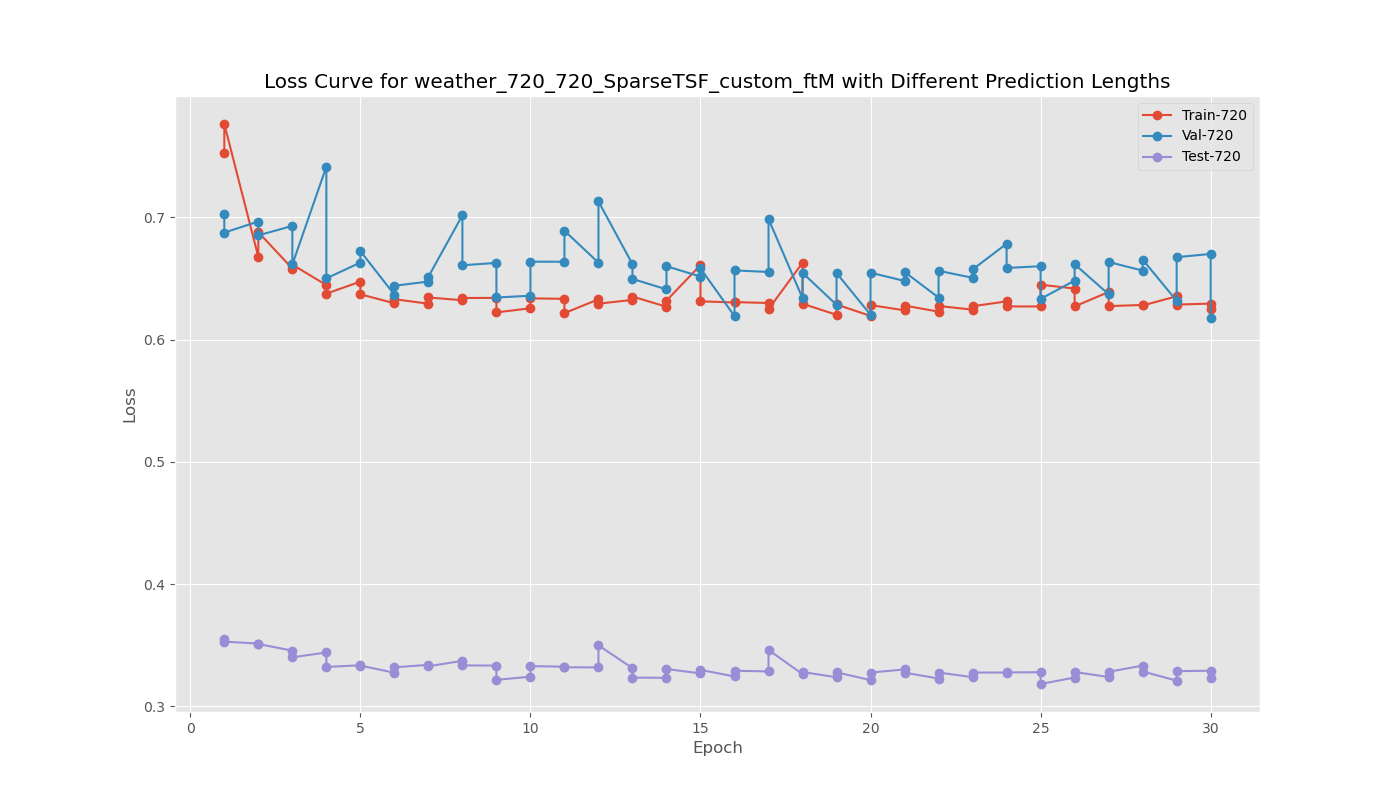 Loss Curve for weather_720_720_SparseTSF_custom_ftM with Different Prediction Lengths
Train-720
Val-720
Test-720
Loss
0.7
0.6
0.5
0.4
0.3
0 5 10 15 20 25 30
Epoch